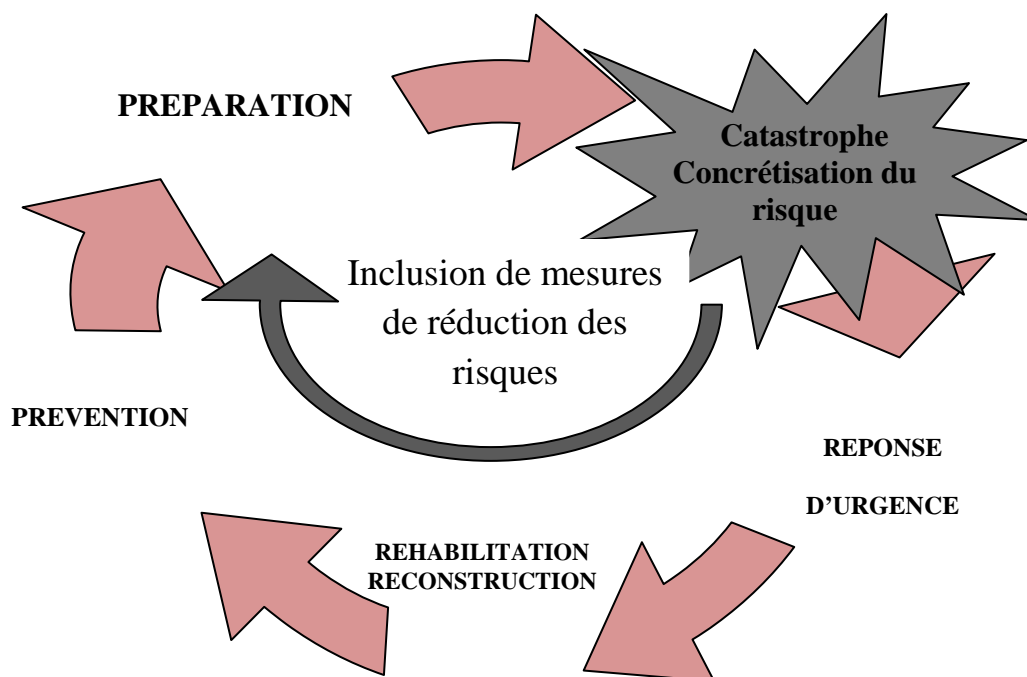 PREPARATION
Catastrophe
Concrétisation du
risque
Inclusion de mesures
de réduction des
risques
PREVENTION
REPONSE
D’URGENCE
REHABILITATION
RECONSTRUCTION